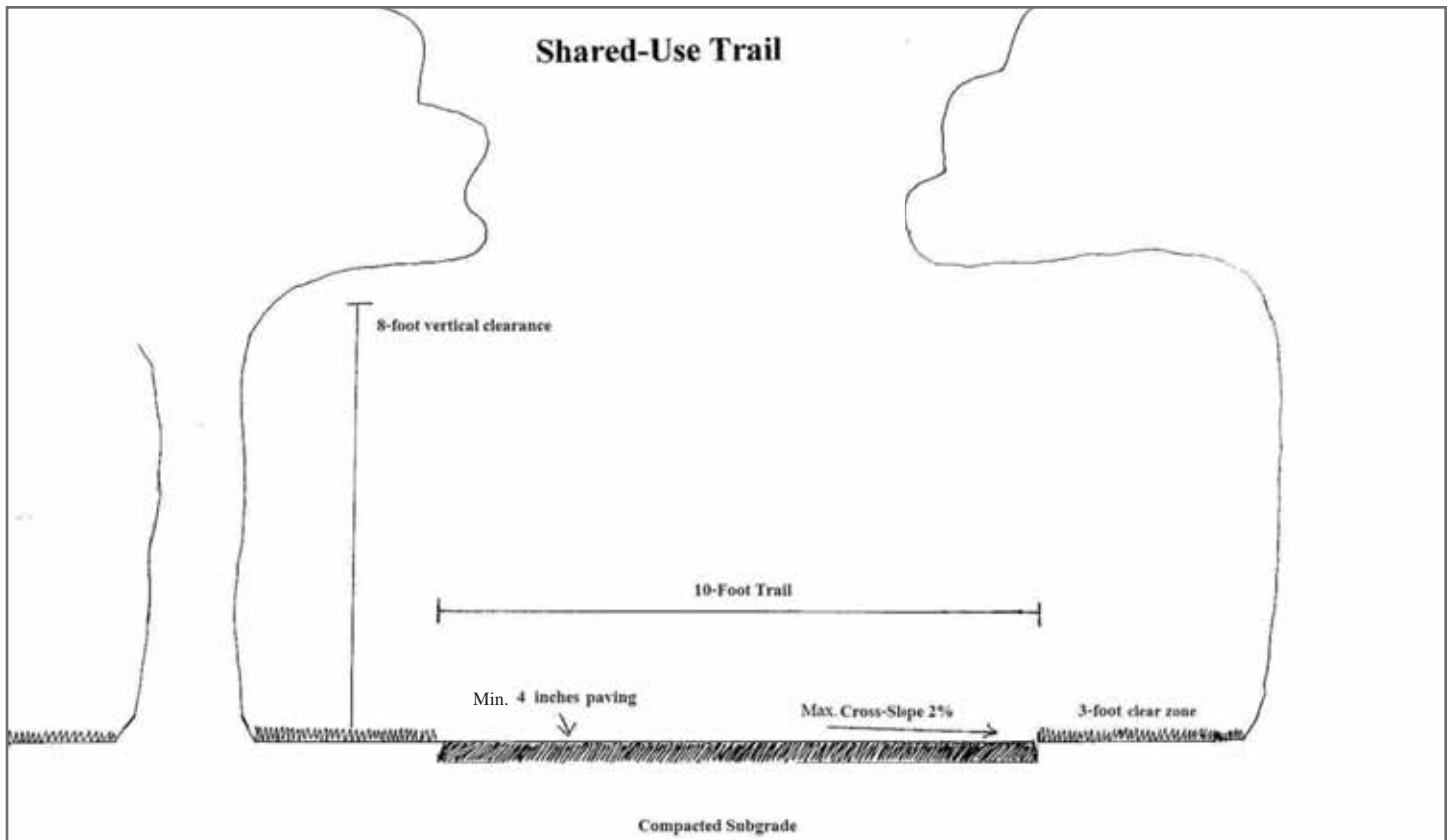 Shared-Use Trail
8-foot vertical clearance
10-Foot Trail
Min. 4 inches paving
Max. Cross-Slope 2%
3-foot clear zone
Compacted Subgrade